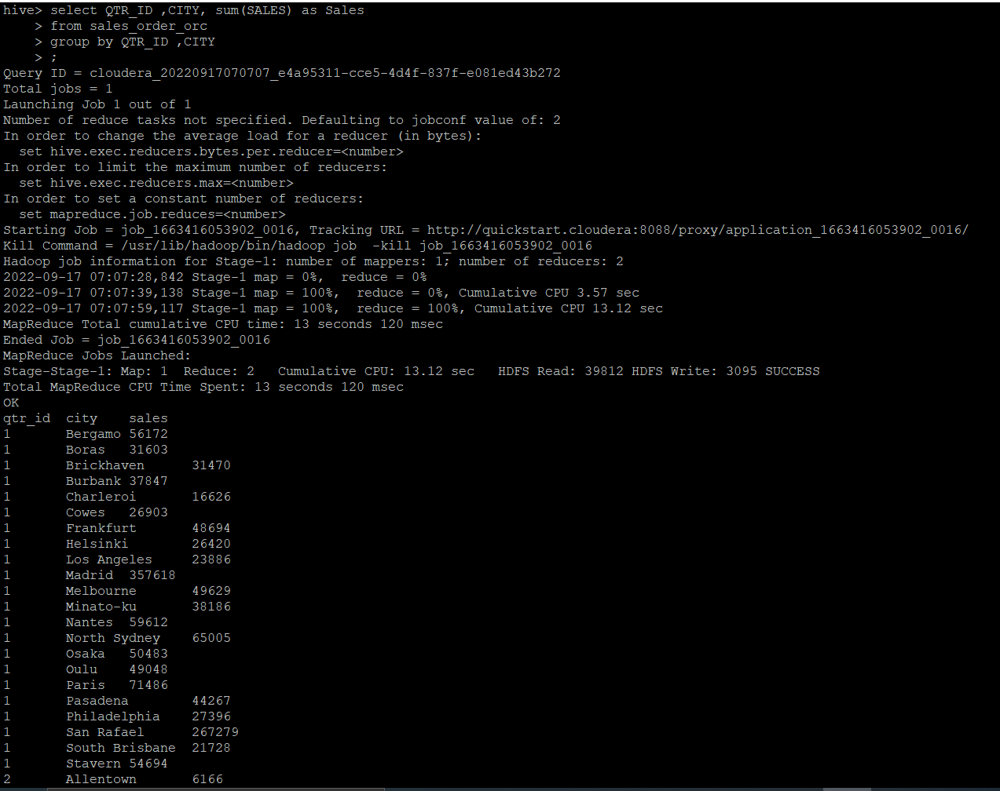 hive> select QTR_ID ,CITY, sum(SALES) as Sales
    > from sales_order_orc
    > group by QTR_ID ,CITY
    > ;
Query ID = cloudera_20220917070707_e4a95311-cce5-4d4f-837f-e081ed43b272
Total jobs = 1
Launching Job 1 out of 1
Number of reduce tasks not specified. Defaulting to jobconf value of: 2
In order to change the average load for a reducer (in bytes):
  set hive.exec.reducers.bytes.per.reducer=<number>
In order to limit the maximum number of reducers:
  set hive.exec.reducers.max=<number>
In order to set a constant number of reducers:
  set mapreduce.job.reduces=<number>
Starting Job = job_1663416053902_0016, Tracking URL = http://quickstart.cloudera:8088/proxy/application_1663416053902_0016/
Kill Command = /usr/lib/hadoop/bin/hadoop job  -kill job_1663416053902_0016
Hadoop job information for Stage-1: number of mappers: 1; number of reducers: 2
2022-09-17 07:07:28,842 Stage-1 map = 0%,  reduce = 0%
2022-09-17 07:07:39,138 Stage-1 map = 100%,  reduce = 0%, Cumulative CPU 3.57 sec
2022-09-17 07:07:59,117 Stage-1 map = 100%,  reduce = 100%, Cumulative CPU 13.12 sec
MapReduce Total cumulative CPU time: 13 seconds 120 msec
Ended Job = job_1663416053902_0016
MapReduce Jobs Launched:
Stage-Stage-1: Map: 1  Reduce: 2   Cumulative CPU: 13.12 sec   HDFS Read: 39812 HDFS Write: 3095 SUCCESS
Total MapReduce CPU Time Spent: 13 seconds 120 msec
OK
qtr_id  city    sales
1       Bergamo 56172
1       Boras   31603
1       Brickhaven      31470
1       Burbank 37847
1       Charleroi       16626
1       Cowes   26903
1       Frankfurt       48694
1       Helsinki        26420
1       Los Angeles     23886
1       Madrid  357618
1       Melbourne       49629
1       Minato-ku       38186
1       Nantes  59612
1       North Sydney    65005
1       Osaka   50483
1       Oulu    49048
1       Paris   71486
1       Pasadena        44267
1       Philadelphia    27396
1       San Rafael      267279
1       South Brisbane  21728
1       Stavern 54694
2       Allentown       6166